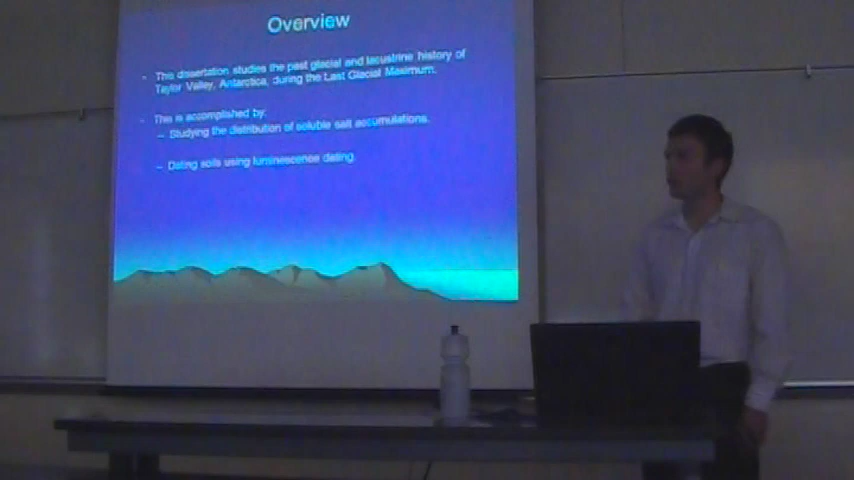 Overview
- This dissertation studies the past glacial and lacustrine history of
Taylor Valley, Antarctica, during the Last Glacial Maximum.
- This is accomplished by:
– Studying the distribution of soluble salt accumulations.
– Dating soils using luminescence dating.